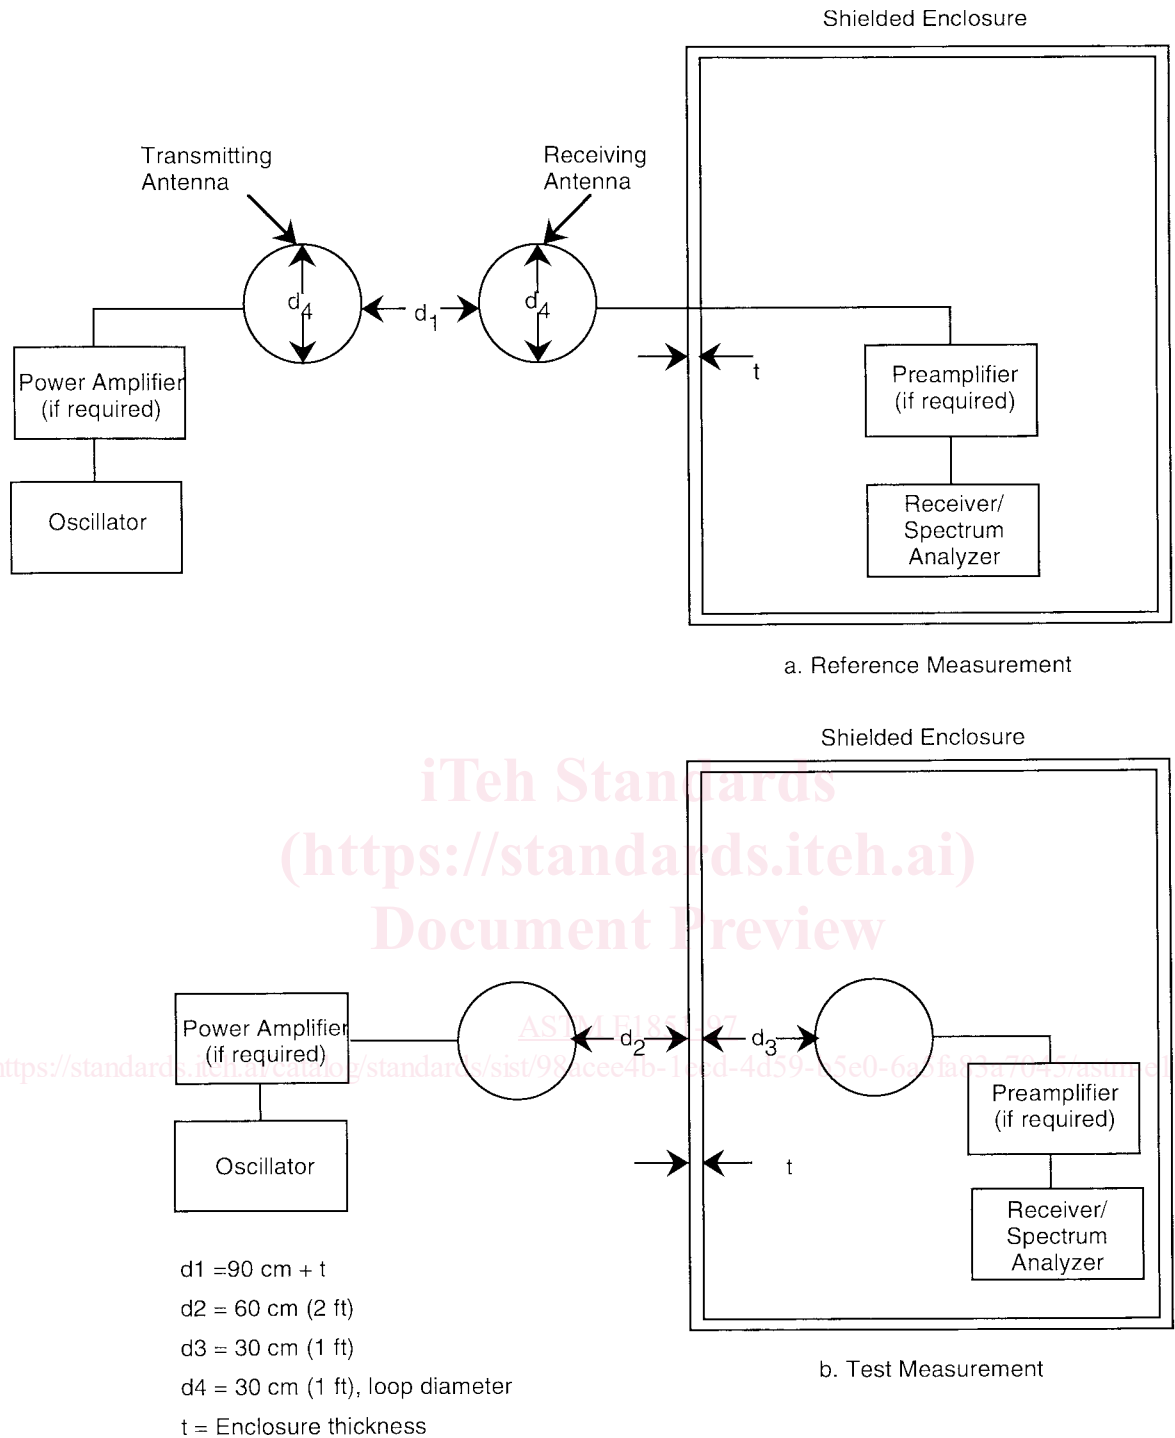 Shielded Enclosure
Transmitting
Antenna
Receiving
Antenna
d4
d1
d4
t
Power Amplifier
(if required)
Oscillator
Preamplifier
(if required)
Receiver/
Spectrum
Analyzer
a. Reference Measurement
Shielded Enclosure
iTeh Standards
(https://standards.iteh.ai)
Document Preview
ASTM E1851-97
Power Amplifier
(if required)
d2
d3
Oscillator
Preamplifier
(if required)
t
Receiver/
Spectrum
Analyzer
d1 =90 cm + t
d2 = 60 cm (2 ft)
d3 = 30 cm (1 ft)
d4 = 30 cm (1 ft), loop diameter
t = Enclosure thickness
b. Test Measurement